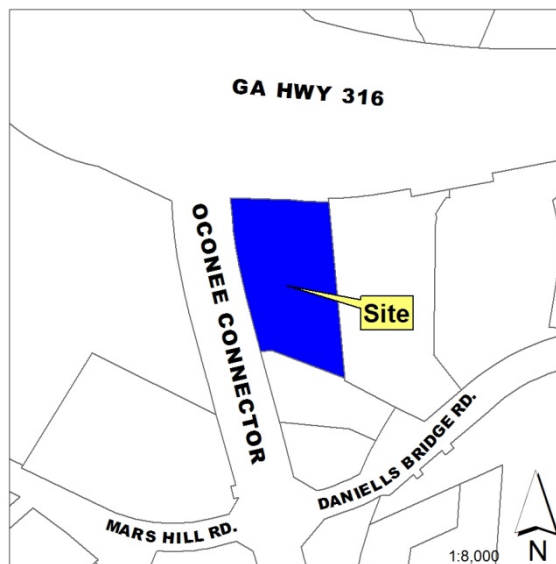 GA HWY 316
OCONEE CONNECTOR
Site
DANIELLS BRIDGE RD.
MARS HILL RD.
1:8,000
N